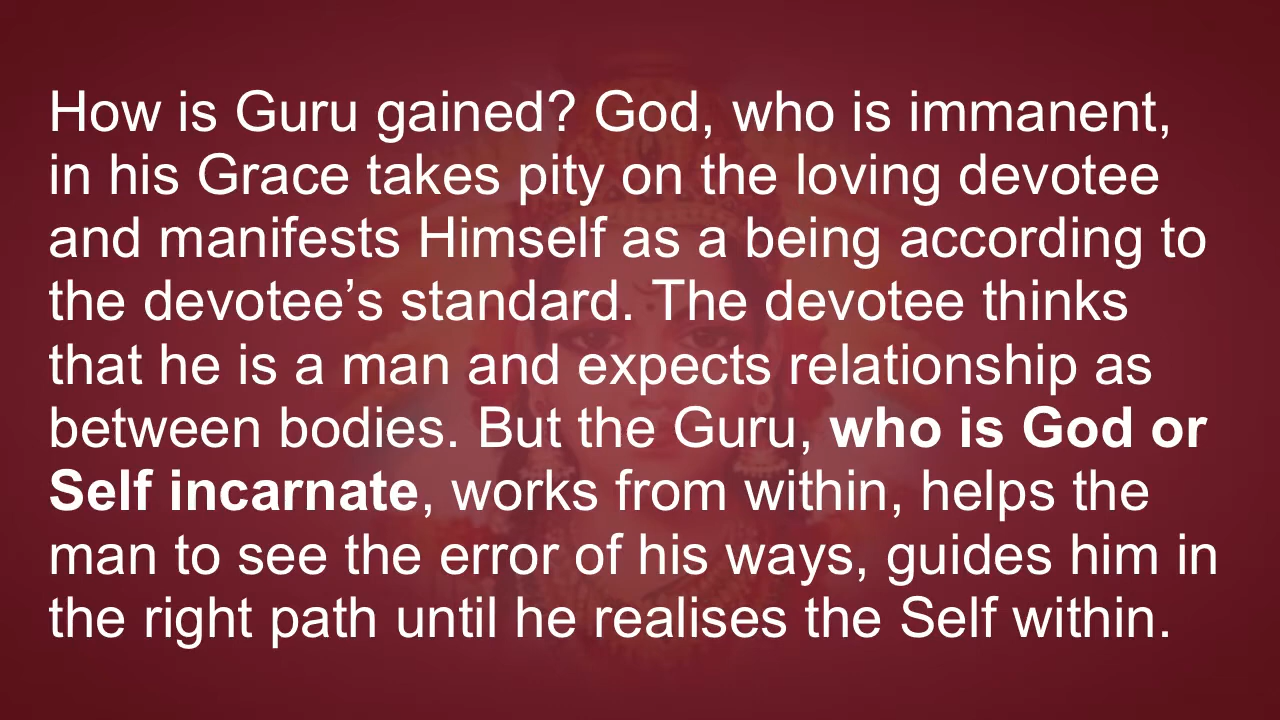 How is Guru gained? God, who is immanent,
in his Grace takes pity on the loving devotee
and manifests Himself as a being according to
the devotee’s standard. The devotee thinks
that he is a man and expects relationship as
between bodies. But the Guru, who is God or
Self incarnate, works from within, helps the
man to see the error of his ways, guides him in
the right path until he realises the Self within.